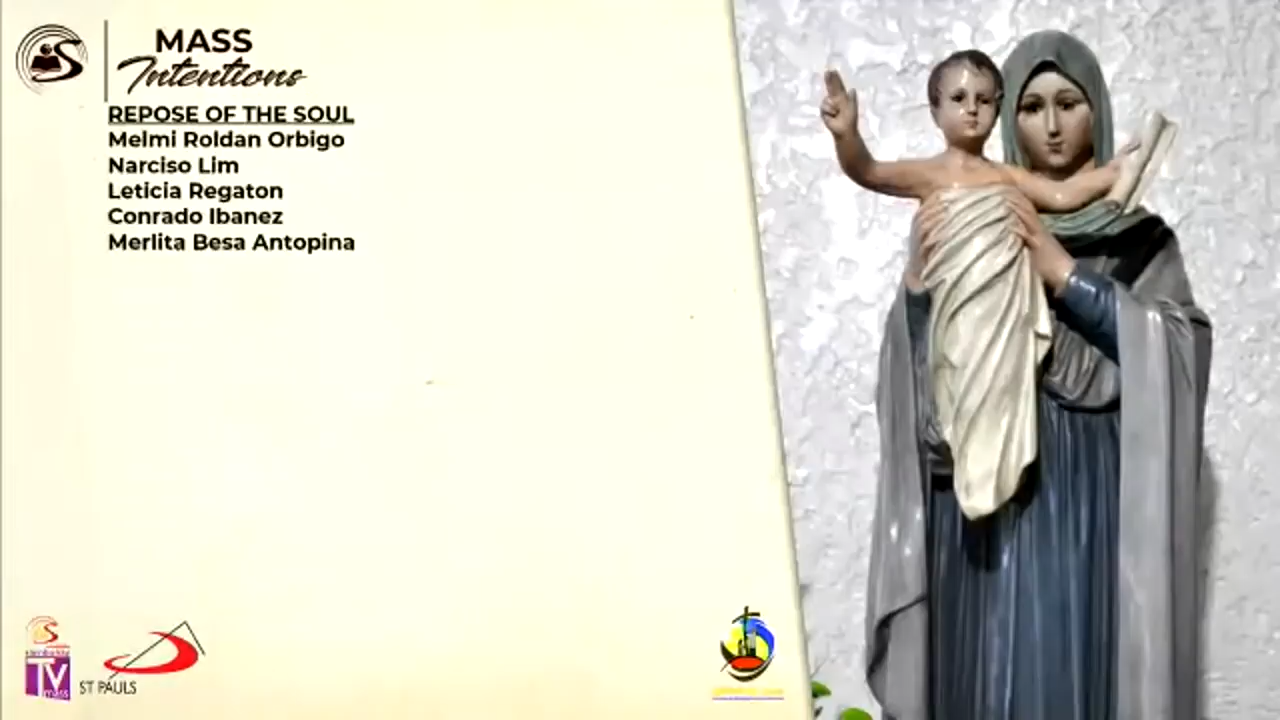 MASS
Intentions
REPOSE OF THE SOUL
Melmi Roldan Orbigo
Narciso Lim
Leticia Regaton
Conrado Ibanez
Merlita Besa Antopina
TV
mass
ST PAULS